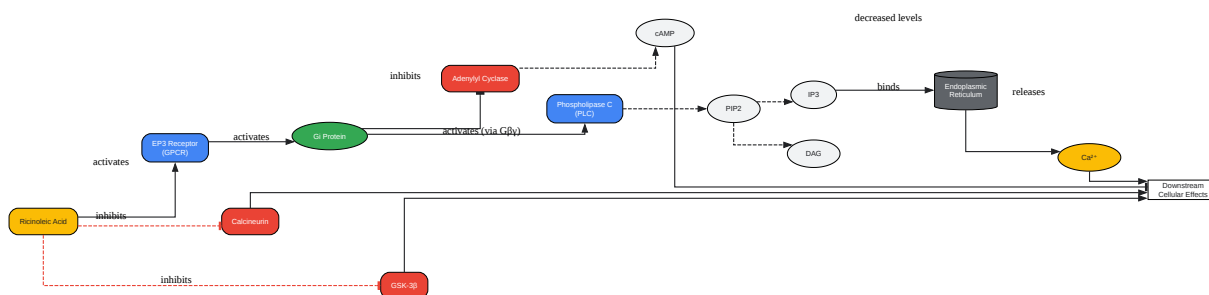 decreased levels
cAMP
inhibits
Adenylyl Cyclase
Endoplasmic
Reticulum
binds
releases
IP3
Phospholipase C
(PLC)
PIP2
activates (via Gβγ)
Gi Protein
activates
EP3 Receptor
(GPCR)
activates
DAG
Ca²⁺
Downstream
Cellular Effects
Ricinoleic Acid
inhibits
Calcineurin
inhibits
GSK-3β